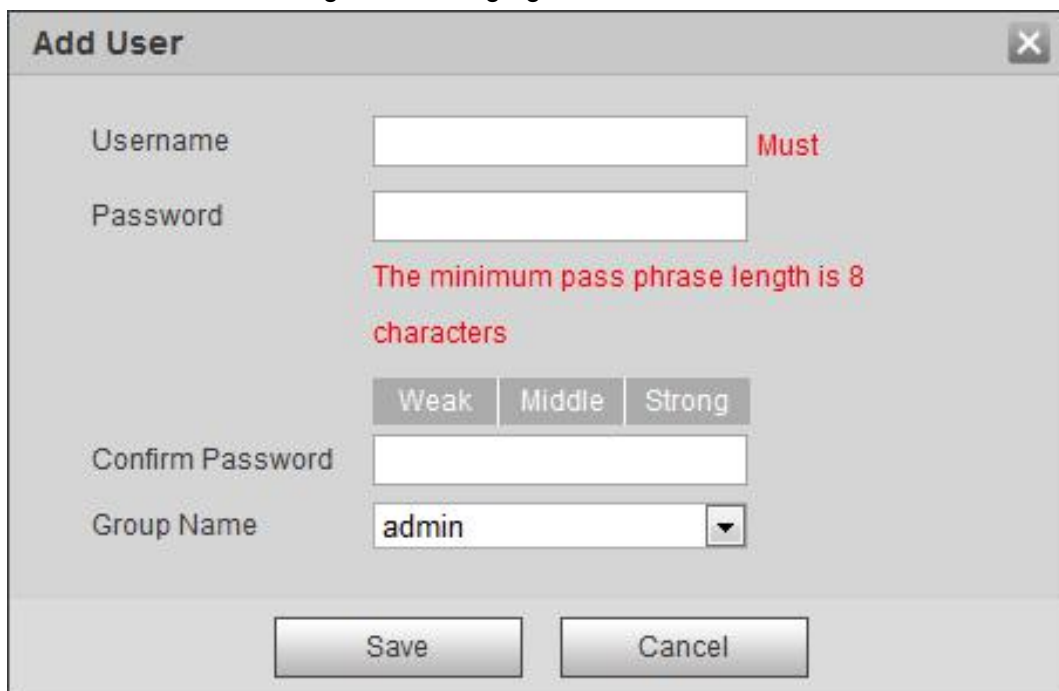 Add User
Username Must
Password
The minimum pass phrase length is 8
characters
Weak Middle Strong
Confirm Password
Group Name admin
Save Cancel